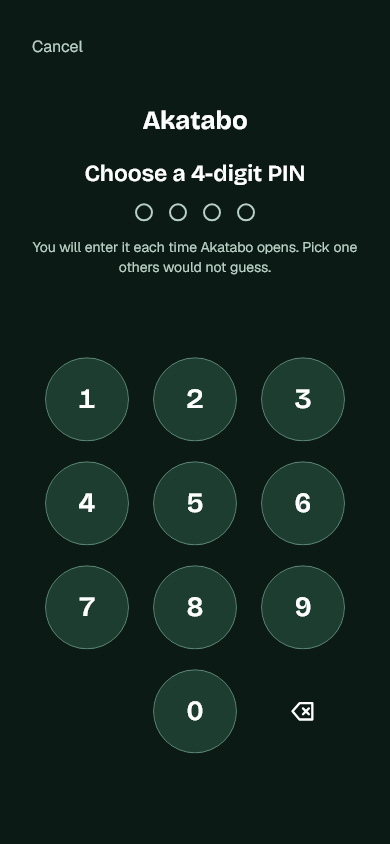 Cancel
Akatabo
Choose a 4-digit PIN
You will enter it each time Akatabo opens. Pick one
others would not guess.
1 2 3
4 5 6
7 8 9
0